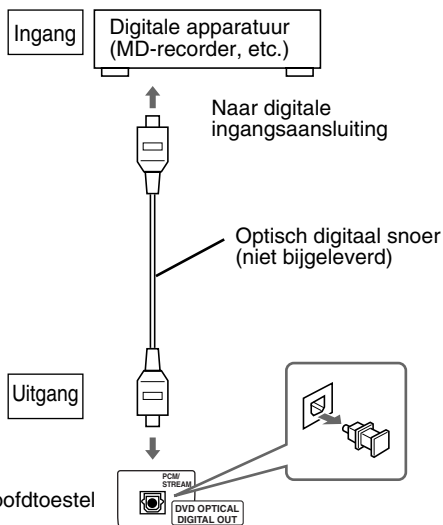 Ingang
Digitale apparatuur
(MD-recorder, etc.)
Naar digitale
ingangsaansluiting
Optisch digitaal snoer
(niet bijgeleverd)
Uitgang
oofdtoestel
PCM/
STREAM
DVD OPTICAL
DIGITAL OUT